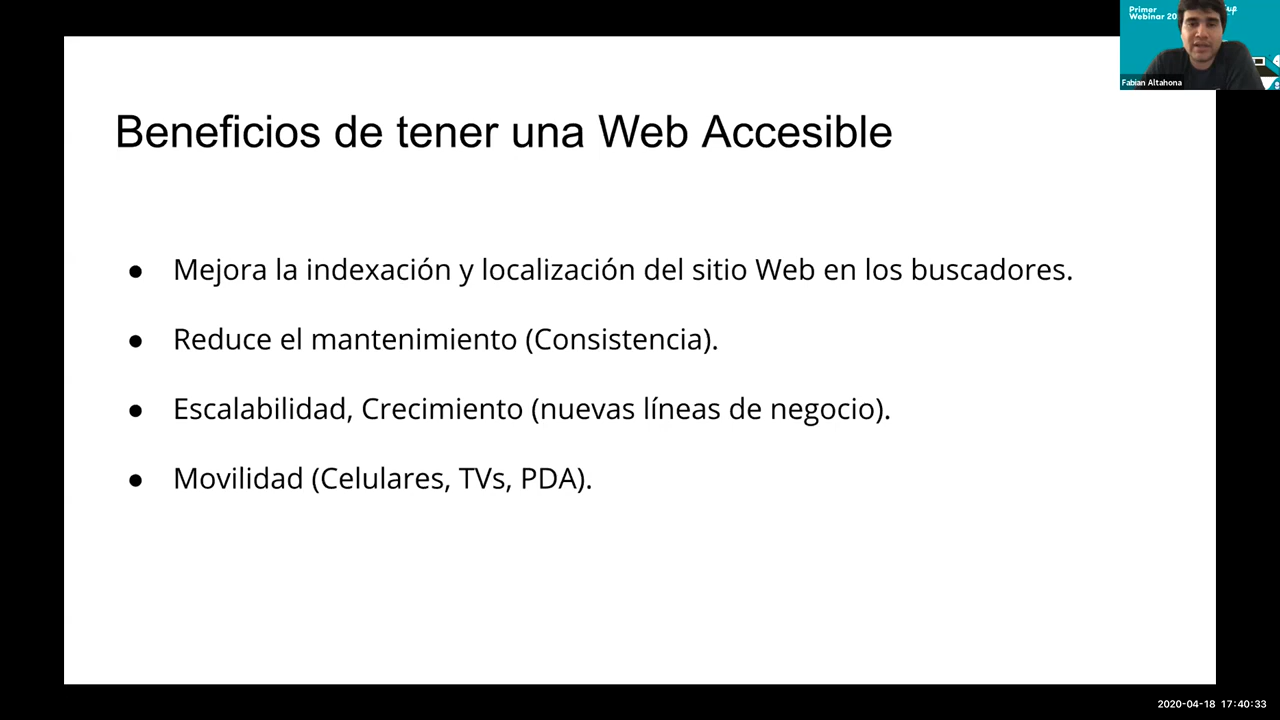 Primer
Webinar 20
Fabian Altahona
Beneficios de tener una Web Accesible
● Mejora la indexación y localización del sitio Web en los buscadores.
● Reduce el mantenimiento (Consistencia).
● Escalabilidad, Crecimiento (nuevas líneas de negocio).
● Movilidad (Celulares, TVs, PDA).
2020-04-18 17:40:33